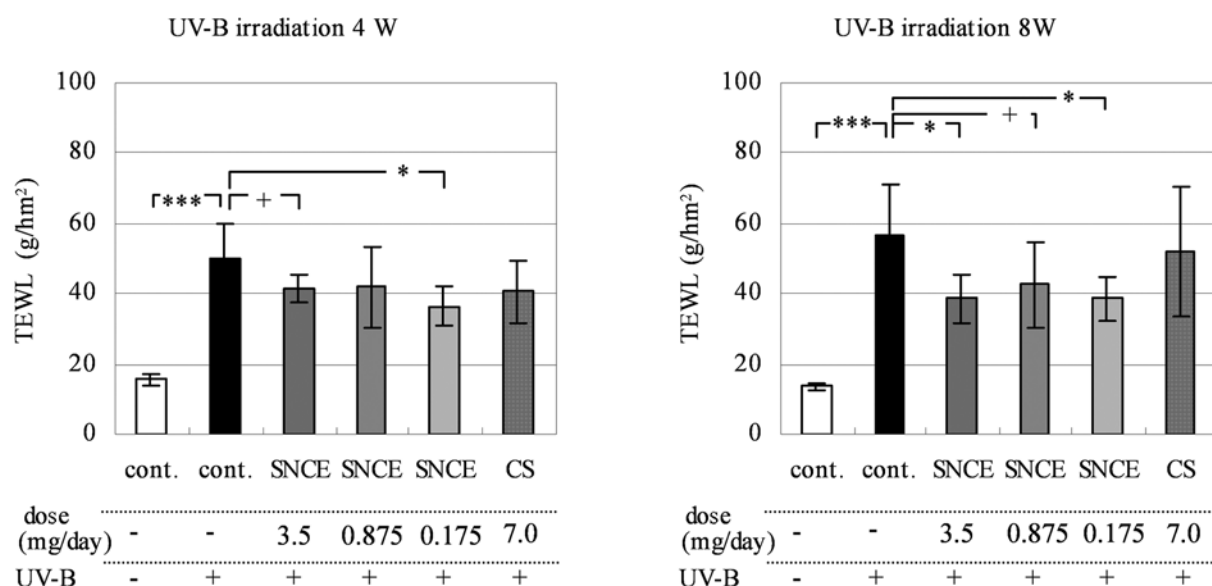 UV-B irradiation 4 W
TEWL (g/hm²)
100
80
60
40
20
0
*** + *
cont. cont. SNCE SNCE SNCE CS
dose
(mg/day) - - 3.5 0.875 0.175 7.0
UV-B - + + + + +
UV-B irradiation 8W
TEWL (g/hm²)
100
80
60
40
20
0
*** * + *
cont. cont. SNCE SNCE SNCE CS
dose
(mg/day) - - 3.5 0.875 0.175 7.0
UV-B - + + + + +